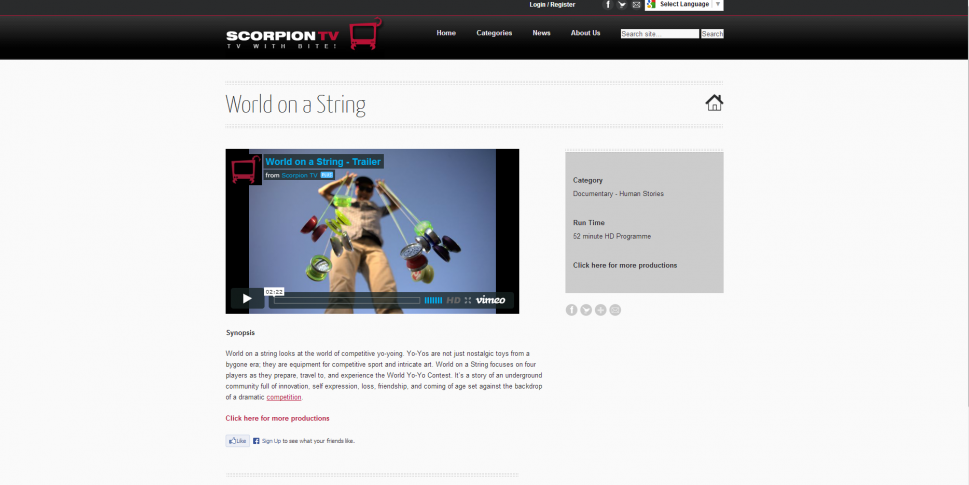 Login / Register
Select Language
SCORPION TV
TV WITH BITE!
Home
Categories
News
About Us
Search site...
Search
World on a String
World on a String - Trailer
from Scorpion TV PLUS
02:22
HD
vimeo
Category
Documentary - Human Stories
Run Time
52 minute HD Programme
Click here for more productions
Synopsis
World on a string looks at the world of competitive yo-yoing. Yo-Yos are not just nostalgic toys from a
bygone era; they are equipment for competitive sport and intricate art. World on a String focuses on four
players as they prepare, travel to, and experience the World Yo-Yo Contest. It's a story of an underground
community full of innovation, self expression, loss, friendship, and coming of age set against the backdrop
of a dramatic competition.
Click here for more productions
Like
Sign Up to see what your friends like.